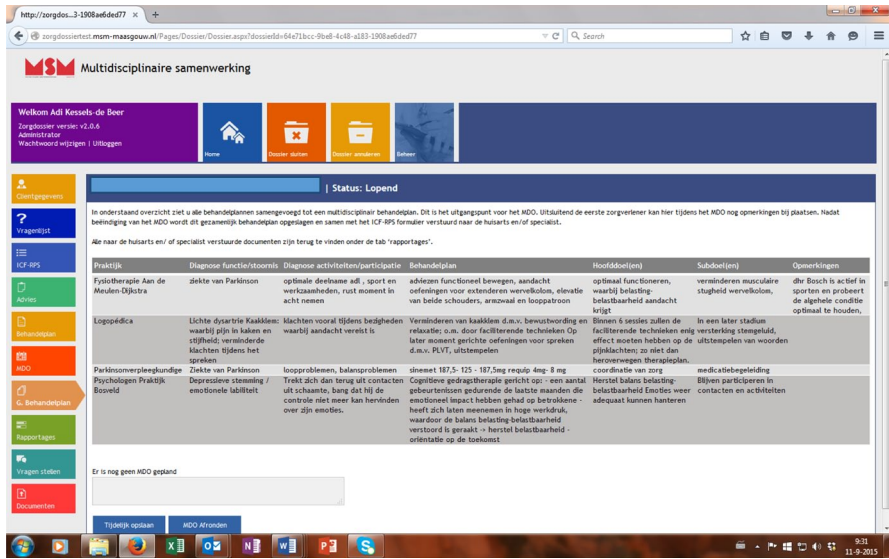 http://zorgdos...3-1908ae6ded77
zorgdossiertest.msm-maasgouw.nl/Pages/Dossier/Dossier.aspx?dossierId=64e71bcc-9be8-4c48-a183-1908ae6ded77
Search
MSM Multidisciplinaire samenwerking
Welkom Adi Kessels-de Beer
Zorgdossier versie: v2.0.6
Administrator
Wachtwoord wijzigen | Uitloggen
Home
Dossier sluiten
Dossier annuleren
Beheer
Clientgegevens
Vragenlijst
ICF-RPS
Advies
Behandelplan
MDO
G. Behandelplan
Rapportages
Vragen stellen
Documenten
| Status: Lopend
In onderstaand overzicht ziet u alle behandelplannen samengevoegd tot een multidisciplinair behandelplan. Dit is het uitgangspunt voor het MDO. Uitsluitend de eerste zorgverlener kan hier tijdens het MDO nog opmerkingen bij plaatsen. Nadat
beëindiging van het MDO wordt dit gezamenlijk behandelplan opgeslagen en samen met het ICF-RPS formulier verstuurd naar de huisarts en/of specialist.
Alle naar de huisarts en/ of specialist verstuurde documenten zijn terug te vinden onder de tab 'rapportages'.
Praktijk Diagnose functie/stoornis Diagnose activiteiten/participatie Behandelplan Hoofddoel(en) Subdoel(en) Opmerkingen
Fysiotherapie Aan de ziekte van Parkinson optimale deelname adl , sport en adviezen functioneel bewegen, aandacht optimaal functioneren, verminderen musculaire dhr Bosch is actief in
Meulen-Dijkstra werkzaamheden, rust moment in oefeningen voor extenderen wervelkolom, elevatie waarbij belasting- stugheid wervelkolom, sporten en probeert
acht nemen van beide schouders, armzwaai en looppatroon belastbaarheid aandacht de algehele conditie
krijgt optimaal te houden,
Logopédica Lichte dysartrie Kaakklem: klachten vooral tijdens bezigheden Verminderen van kaakklem d.m.v. bewustwording en Binnen 6 sessies zullen de In een later stadium
waarbij pijn in kaken en waarbij aandacht vereist is relaxatie; o.m. door faciliterende technieken Op faciliterende technieken enig versterking stemgeluid,
stijfheid; verminderde later moment gerichte oefeningen voor spreken effect moeten hebben op de uitstempelen van woorden
klachten tijdens het d.m.v. PLVT, uitstempelen pijnklachten; zo niet dan
spreken heroverwegen therapieplan.
Parkinsonverpleegkundige Ziekte van Parkinson loopproblemen, balansproblemen sinemet 187,5- 125 - 187,5mg requip 4mg- 8 mg coordinatie van zorg medicatiebegeleiding
Psychologen Praktijk Depressieve stemming / Trekt zich dan terug uit contacten Cognitieve gedragstherapie gericht op: - een aantal Herstel balans belasting- Blijven participeren in
Bosveld emotionele labiliteit uit schaamte, bang dat hij de gebeurtenissen gedurende de laatste maanden die belastbaarheid Emoties weer contacten en activiteiten
controle niet meer kan hervinden emotioneel impact hebben gehad op betrokkene - adequaat kunnen hanteren
over zijn emoties. heeft zich laten meenemen in hoge werkdruk,
waardoor de balans belasting-belastbaarheid
verstoord is geraakt -> herstel belastbaarheid -
oriëntatie op de toekomst
Er is nog geen MDO gepland
Tijdelijk opslaan
MDO Afronden
9:31
11-9-2015